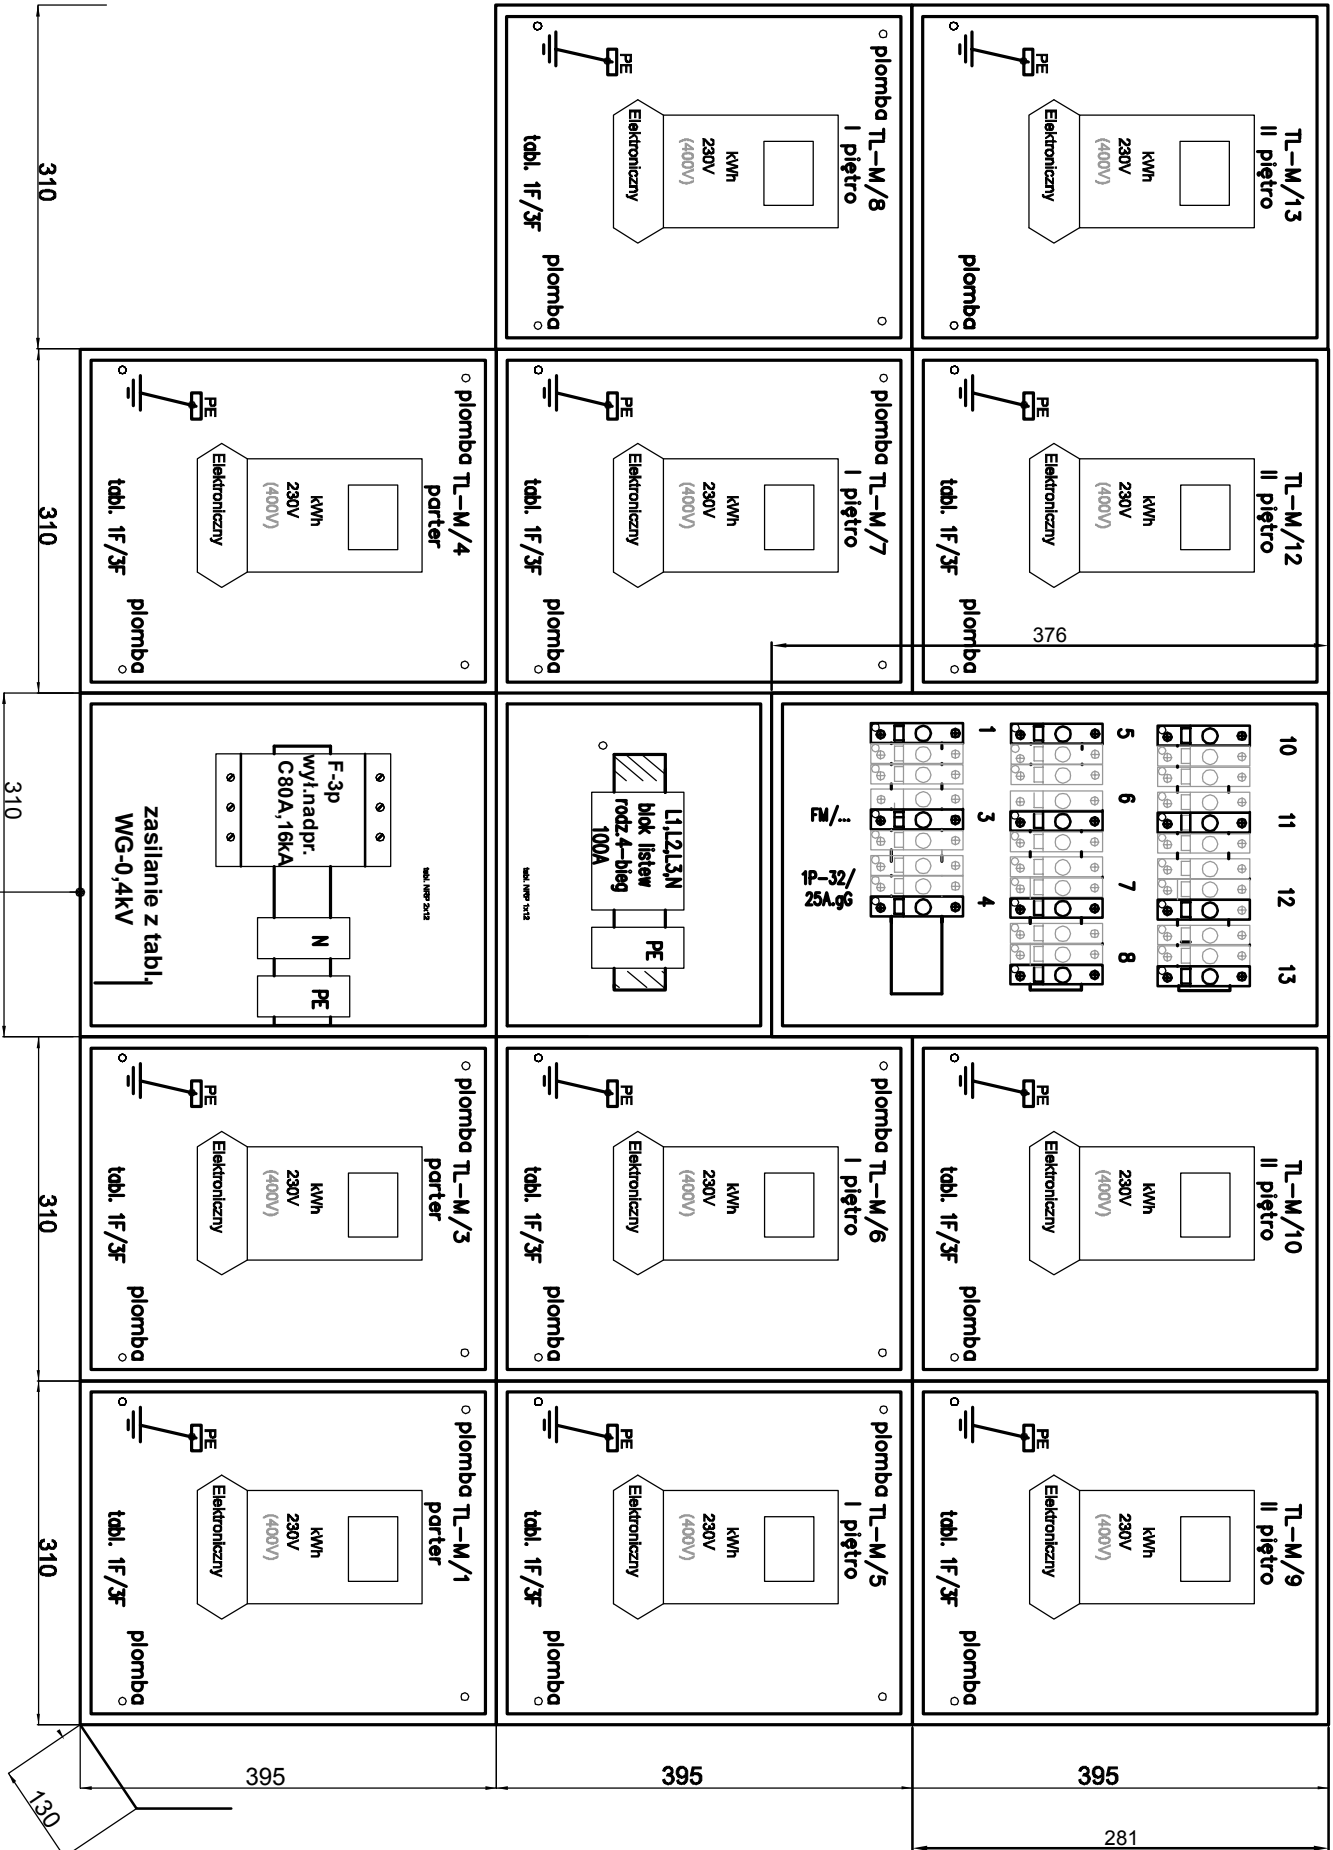 TL-M/9
II piętro
kWh
230V
(400V)
Elektroniczny
PE
tabl. 1F/3F
plomba
TL-M/10
II piętro
kWh
230V
(400V)
Elektroniczny
PE
tabl. 1F/3F
plomba
10
11
12
13
5
6
7
8
1
3
4
FM/...
1P-32/
25A.gG
376
TL-M/12
II piętro
kWh
230V
(400V)
Elektroniczny
PE
tabl. 1F/3F
plomba
TL-M/13
II piętro
kWh
230V
(400V)
Elektroniczny
PE
plomba
plomba TL-M/5
I piętro
kWh
230V
(400V)
Elektroniczny
PE
tabl. 1F/3F
plomba
plomba TL-M/6
I piętro
kWh
230V
(400V)
Elektroniczny
PE
tabl. 1F/3F
plomba
L1,L2,L3,N
blok listew
rodz.4-bieg
100A
PE
tabl. NRP 1x12
plomba TL-M/7
I piętro
kWh
230V
(400V)
Elektroniczny
PE
tabl. 1F/3F
plomba
plomba TL-M/8
I piętro
kWh
230V
(400V)
Elektroniczny
PE
tabl. 1F/3F
plomba
plomba TL-M/1
parter
kWh
230V
(400V)
Elektroniczny
PE
tabl. 1F/3F
plomba
plomba TL-M/3
parter
kWh
230V
(400V)
Elektroniczny
PE
tabl. 1F/3F
plomba
tabl. NRP 2x12
F-3p
wył.nadpr.
C80A,16kA
N
PE
zasilanie z tabl.
WG-0,4kV
plomba TL-M/4
parter
kWh
230V
(400V)
Elektroniczny
PE
tabl. 1F/3F
plomba
310
310
310
310
310
395
395
395
281
130